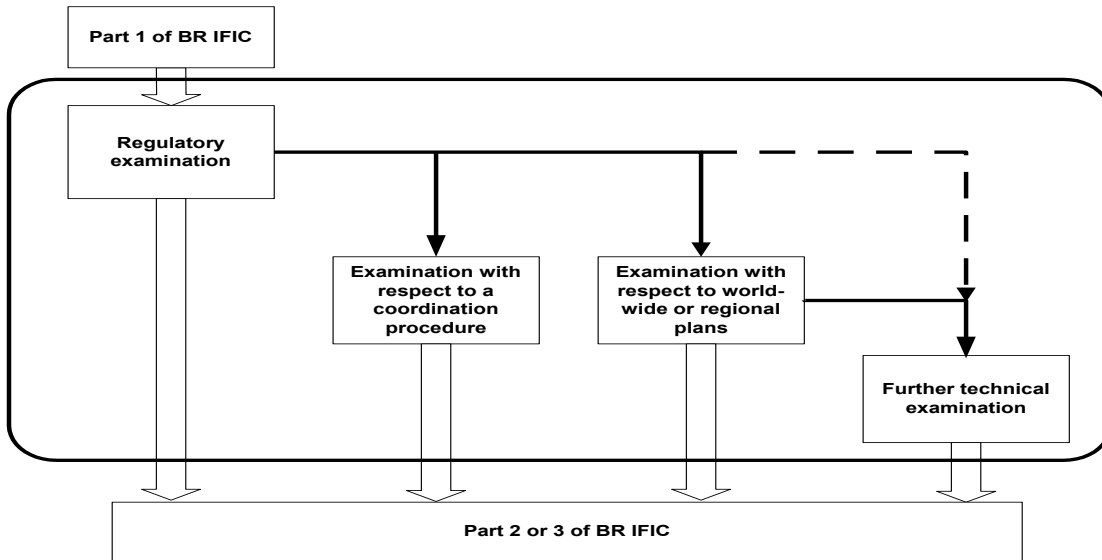 Part 1 of BR IFIC
Regulatory
examination
Examination with
respect to a
coordination
procedure
Examination with
respect to world-
wide or regional
plans
Further technical
examination
Part 2 or 3 of BR IFIC